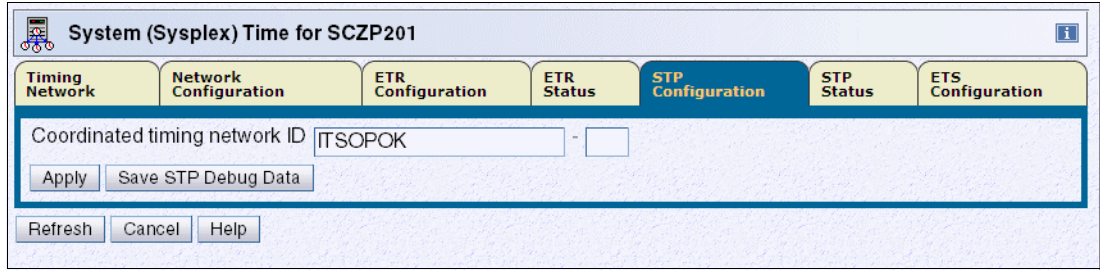 System (Sysplex) Time for SCZP201
i
Timing Network
Network Configuration
ETR Configuration
ETR Status
STP Configuration
STP Status
ETS Configuration
Coordinated timing network ID ITSOPOK -
Apply Save STP Debug Data
Refresh Cancel Help